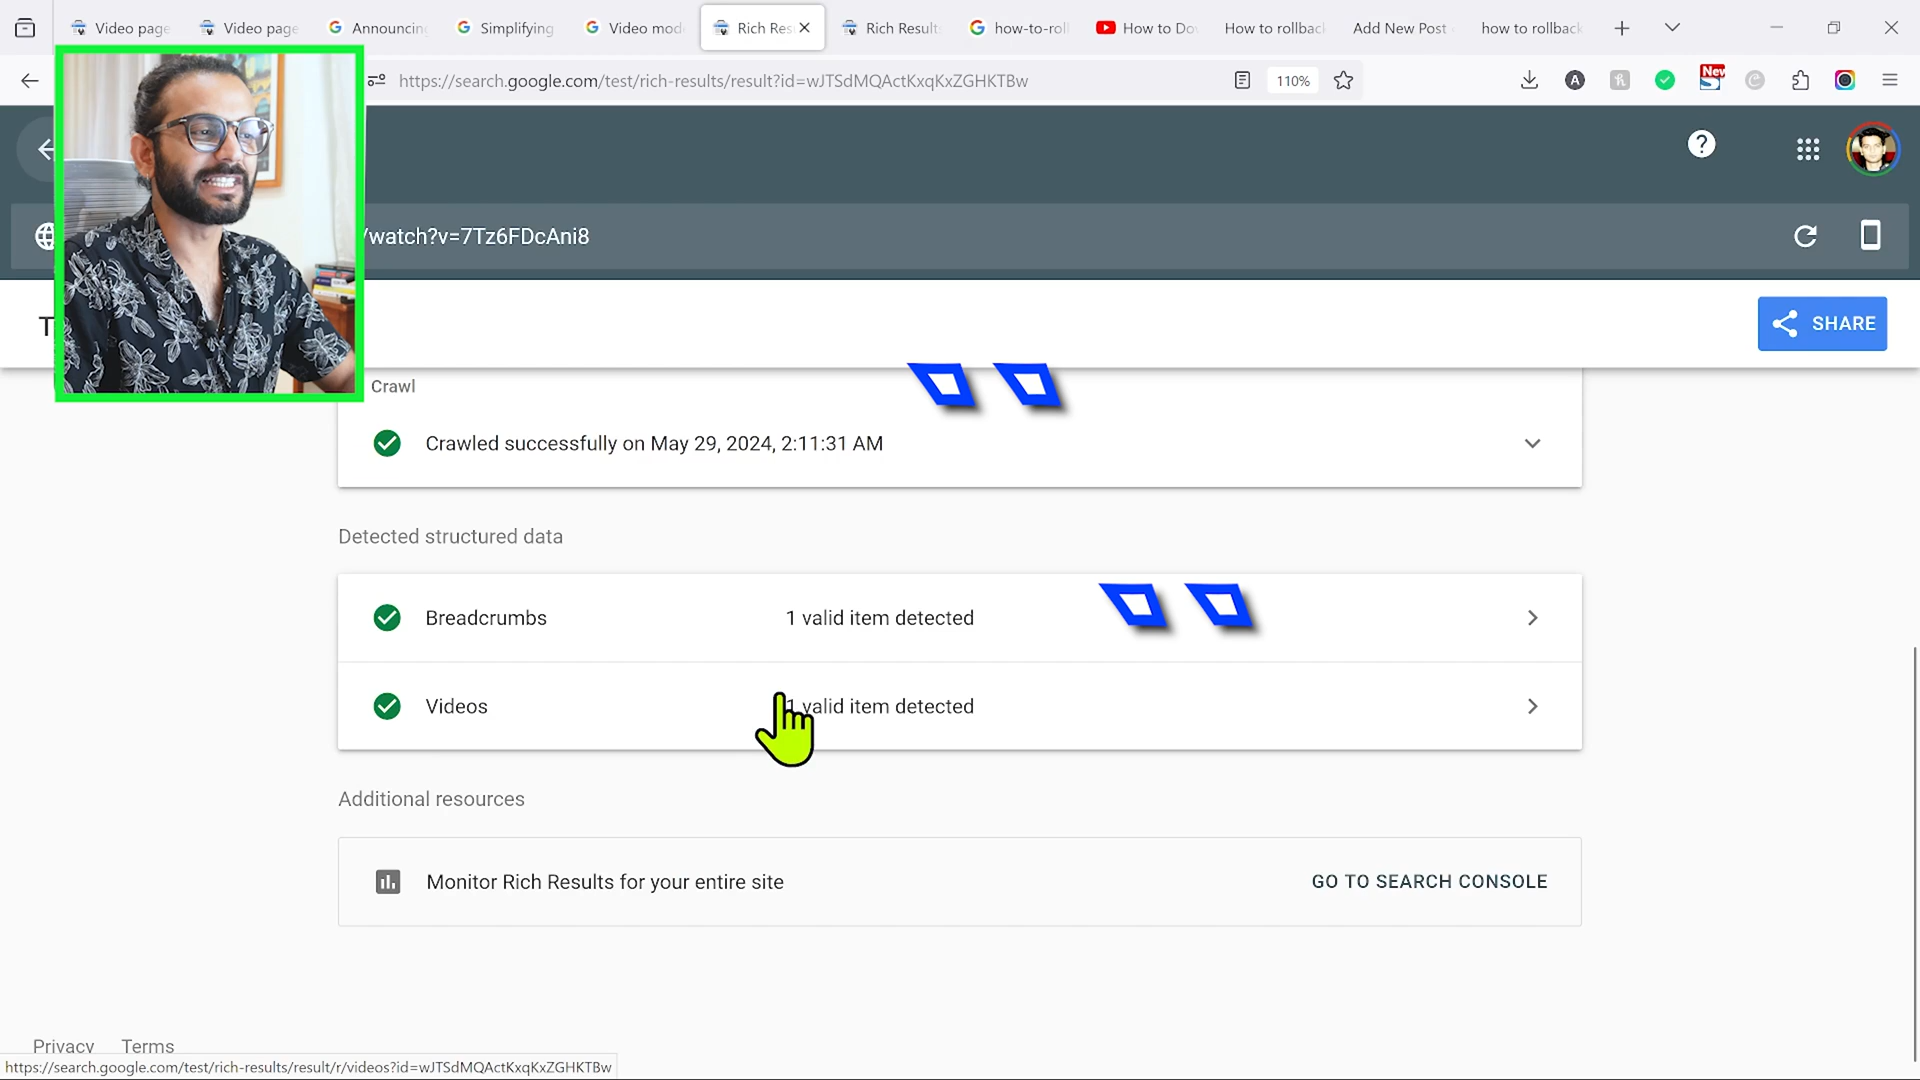 Video page
Video page
Announcing
Simplifying
Video mod
Rich Res
Rich Result
how-to-roll
How to Do
How to rollbac
Add New Post
how to rollback
https://search.google.com/test/rich-results/result?id=wJTSdMQActKxqKxZGHKTBw
110%
A
New
?
/watch?v=7Tz6FDcAni8
T
SHARE
Crawl
Crawled successfully on May 29, 2024, 2:11:31 AM
Detected structured data
Breadcrumbs
1 valid item detected
Videos
1 valid item detected
Additional resources
Monitor Rich Results for your entire site
GO TO SEARCH CONSOLE
Privacy
Terms
https://search.google.com/test/rich-results/result/r/videos?id=wJTSdMQActKxqKxZGHKTBw